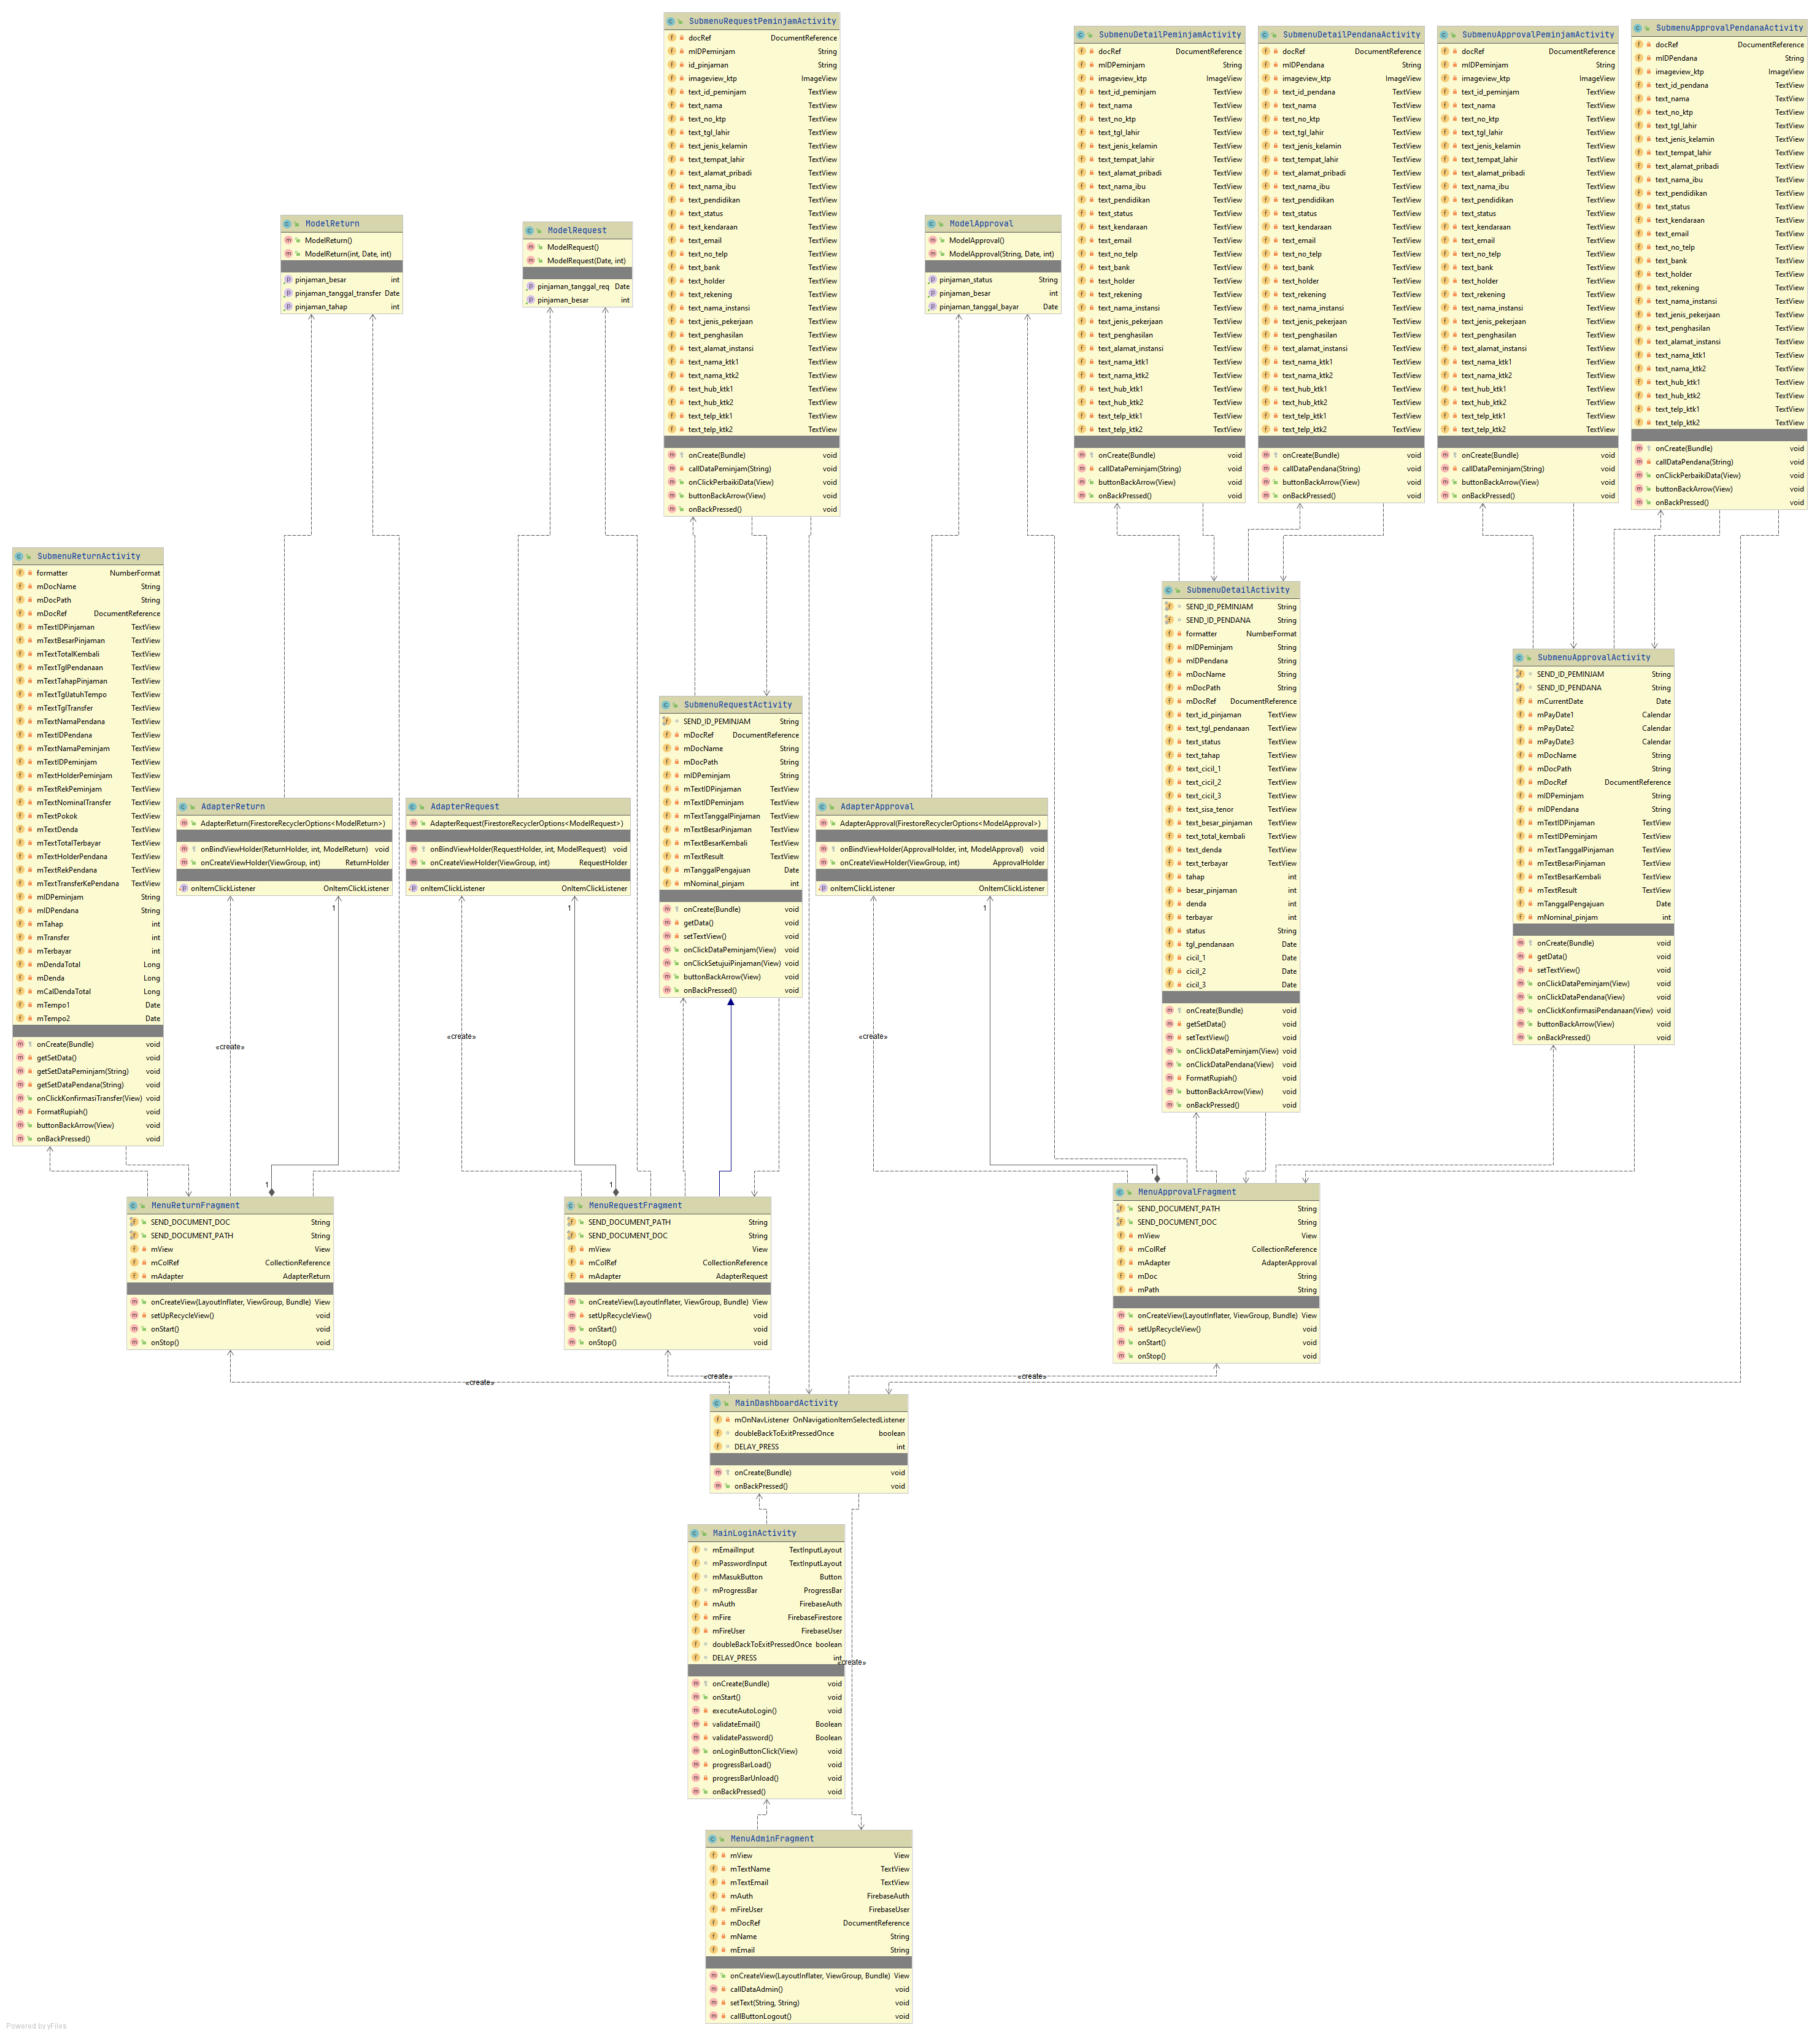 SubmenuRequestPeminjamActivity
docRef DocumentReference
mIDPeminjam String
id_pinjaman String
imageview_ktp ImageView
text_id_peminjam TextView
text_nama TextView
text_no_ktp TextView
text_tgl_lahir TextView
text_jenis_kelamin TextView
text_tempat_lahir TextView
text_alamat_pribadi TextView
text_nama_ibu TextView
text_pendidikan TextView
text_status TextView
text_kendaraan TextView
text_email TextView
text_no_telp TextView
text_bank TextView
text_holder TextView
text_rekening TextView
text_nama_instansi TextView
text_jenis_pekerjaan TextView
text_penghasilan TextView
text_alamat_instansi TextView
text_nama_ktk1 TextView
text_nama_ktk2 TextView
text_hub_ktk1 TextView
text_hub_ktk2 TextView
text_telp_ktk1 TextView
text_telp_ktk2 TextView
onCreate(Bundle) void
callDataPeminjam(String) void
onClickPerbaikiData(View) void
buttonBackArrow(View) void
onBackPressed() void
SubmenuDetailPeminjamActivity
docRef DocumentReference
mIDPeminjam String
imageview_ktp ImageView
text_id_peminjam TextView
text_nama TextView
text_no_ktp TextView
text_tgl_lahir TextView
text_jenis_kelamin TextView
text_tempat_lahir TextView
text_alamat_pribadi TextView
text_nama_ibu TextView
text_pendidikan TextView
text_status TextView
text_kendaraan TextView
text_email TextView
text_no_telp TextView
text_bank TextView
text_holder TextView
text_rekening TextView
text_nama_instansi TextView
text_jenis_pekerjaan TextView
text_penghasilan TextView
text_alamat_instansi TextView
text_nama_ktk1 TextView
text_nama_ktk2 TextView
text_hub_ktk1 TextView
text_hub_ktk2 TextView
text_telp_ktk1 TextView
text_telp_ktk2 TextView
onCreate(Bundle) void
callDataPeminjam(String) void
buttonBackArrow(View) void
onBackPressed() void
SubmenuDetailPendanaActivity
docRef DocumentReference
mIDPendana String
imageview_ktp ImageView
text_id_pendana TextView
text_nama TextView
text_no_ktp TextView
text_tgl_lahir TextView
text_jenis_kelamin TextView
text_tempat_lahir TextView
text_alamat_pribadi TextView
text_nama_ibu TextView
text_pendidikan TextView
text_status TextView
text_kendaraan TextView
text_email TextView
text_no_telp TextView
text_bank TextView
text_holder TextView
text_rekening TextView
text_nama_instansi TextView
text_jenis_pekerjaan TextView
text_penghasilan TextView
text_alamat_instansi TextView
text_nama_ktk1 TextView
text_nama_ktk2 TextView
text_hub_ktk1 TextView
text_hub_ktk2 TextView
text_telp_ktk1 TextView
text_telp_ktk2 TextView
onCreate(Bundle) void
callDataPendana(String) void
buttonBackArrow(View) void
onBackPressed() void
SubmenuApprovalPeminjamActivity
docRef DocumentReference
mIDPeminjam String
imageview_ktp ImageView
text_id_peminjam TextView
text_nama TextView
text_no_ktp TextView
text_tgl_lahir TextView
text_jenis_kelamin TextView
text_tempat_lahir TextView
text_alamat_pribadi TextView
text_nama_ibu TextView
text_pendidikan TextView
text_status TextView
text_kendaraan TextView
text_email TextView
text_no_telp TextView
text_bank TextView
text_holder TextView
text_rekening TextView
text_nama_instansi TextView
text_jenis_pekerjaan TextView
text_penghasilan TextView
text_alamat_instansi TextView
text_nama_ktk1 TextView
text_nama_ktk2 TextView
text_hub_ktk1 TextView
text_hub_ktk2 TextView
text_telp_ktk1 TextView
text_telp_ktk2 TextView
onCreate(Bundle) void
callDataPeminjam(String) void
buttonBackArrow(View) void
onBackPressed() void
SubmenuApprovalPendanaActivity
docRef DocumentReference
mIDPendana String
imageview_ktp ImageView
text_id_pendana TextView
text_nama TextView
text_no_ktp TextView
text_tgl_lahir TextView
text_jenis_kelamin TextView
text_tempat_lahir TextView
text_alamat_pribadi TextView
text_nama_ibu TextView
text_pendidikan TextView
text_status TextView
text_kendaraan TextView
text_email TextView
text_no_telp TextView
text_bank TextView
text_holder TextView
text_rekening TextView
text_nama_instansi TextView
text_jenis_pekerjaan TextView
text_penghasilan TextView
text_alamat_instansi TextView
text_nama_ktk1 TextView
text_nama_ktk2 TextView
text_hub_ktk1 TextView
text_hub_ktk2 TextView
text_telp_ktk1 TextView
text_telp_ktk2 TextView
onCreate(Bundle) void
callDataPendana(String) void
onClickPerbaikiData(View) void
buttonBackArrow(View) void
onBackPressed() void
ModelReturn
ModelReturn()
ModelReturn(int, Date, int)
pinjaman_besar int
pinjaman_tanggal_transfer Date
pinjaman_tahap int
ModelRequest
ModelRequest()
ModelRequest(Date, int)
pinjaman_tanggal_req Date
pinjaman_besar int
ModelApproval
ModelApproval()
ModelApproval(String, Date, int)
pinjaman_status String
pinjaman_besar int
pinjaman_tanggal_bayar Date
SubmenuReturnActivity
formatter NumberFormat
mDocName String
mDocPath String
mDocRef DocumentReference
mTextIDPinjaman TextView
mTextBesarPinjaman TextView
mTextTotalKembali TextView
mTextTglPendanaan TextView
mTextTahapPinjaman TextView
mTextTglJatuhTempo TextView
mTextTglTransfer TextView
mTextNamaPendana TextView
mTextIDPendana TextView
mTextNamaPeminjam TextView
mTextIDPeminjam TextView
mTextHolderPeminjam TextView
mTextRekPeminjam TextView
mTextNominalTransfer TextView
mTextPokok TextView
mTextDenda TextView
mTextTotalTerbayar TextView
mTextHolderPendana TextView
mTextRekPendana TextView
mTextTransferKePendana TextView
mIDPeminjam String
mIDPendana String
mTahap int
mTransfer int
mTerbayar int
mDendaTotal Long
mDenda Long
mCalDendaTotal Long
mTempo1 Date
mTempo2 Date
onCreate(Bundle) void
getSetData() void
getSetDataPeminjam(String) void
getSetDataPendana(String) void
onClickKonfirmasiTransfer(View) void
FormatRupiah() void
buttonBackArrow(View) void
onBackPressed() void
SubmenuDetailActivity
SEND_ID_PEMINJAM String
SEND_ID_PENDANA String
formatter NumberFormat
mIDPeminjam String
mIDPendana String
mDocName String
mDocPath String
mDocRef DocumentReference
text_id_pinjaman TextView
text_tgl_pendanaan TextView
text_status TextView
text_tahap TextView
text_cicil_1 TextView
text_cicil_2 TextView
text_cicil_3 TextView
text_sisa_tenor TextView
text_besar_pinjaman TextView
text_total_kembali TextView
text_denda TextView
text_terbayar TextView
tahap int
besar_pinjaman int
denda int
terbayar int
status String
tgl_pendanaan Date
cicil_1 Date
cicil_2 Date
cicil_3 Date
onCreate(Bundle) void
getSetData() void
setTextView() void
onClickDataPeminjam(View) void
onClickDataPendana(View) void
FormatRupiah() void
buttonBackArrow(View) void
onBackPressed() void
SubmenuApprovalActivity
SEND_ID_PEMINJAM String
SEND_ID_PENDANA String
mCurrentDate Date
mPayDate1 Calendar
mPayDate2 Calendar
mPayDate3 Calendar
mDocName String
mDocPath String
mDocRef DocumentReference
mIDPeminjam String
mIDPendana String
mTextIDPinjaman TextView
mTextIDPeminjam TextView
mTextTanggalPinjaman TextView
mTextBesarPinjaman TextView
mTextBesarKembali TextView
mTextResult TextView
mTanggalPengajuan Date
mNominal_pinjam int
onCreate(Bundle) void
getData() void
setTextView() void
onClickDataPeminjam(View) void
onClickDataPendana(View) void
onClickKonfirmasiPendanaan(View) void
buttonBackArrow(View) void
onBackPressed() void
SubmenuRequestActivity
SEND_ID_PEMINJAM String
mDocRef DocumentReference
mDocName String
mDocPath String
mIDPeminjam String
mTextIDPinjaman TextView
mTextIDPeminjam TextView
mTextTanggalPinjaman TextView
mTextBesarPinjaman TextView
mTextBesarKembali TextView
mTextResult TextView
mTanggalPengajuan Date
mNominal_pinjam int
onCreate(Bundle) void
getData() void
setTextView() void
onClickDataPeminjam(View) void
onClickSetujuiPinjaman(View) void
buttonBackArrow(View) void
onBackPressed() void
AdapterReturn
AdapterReturn(FirestoreRecyclerOptions<ModelReturn>)
onBindViewHolder(ReturnHolder, int, ModelReturn) void
onCreateViewHolder(ViewGroup, int) ReturnHolder
onItemClickListener OnItemClickListener
AdapterRequest
AdapterRequest(FirestoreRecyclerOptions<ModelRequest>)
onBindViewHolder(RequestHolder, int, ModelRequest) void
onCreateViewHolder(ViewGroup, int) RequestHolder
onItemClickListener OnItemClickListener
AdapterApproval
AdapterApproval(FirestoreRecyclerOptions<ModelApproval>)
onBindViewHolder(ApprovalHolder, int, ModelApproval) void
onCreateViewHolder(ViewGroup, int) ApprovalHolder
onItemClickListener OnItemClickListener
1
1
1
«create»
«create»
«create»
1
1
1
MenuReturnFragment
SEND_DOCUMENT_DOC String
SEND_DOCUMENT_PATH String
mView View
mColRef CollectionReference
mAdapter AdapterReturn
onCreateView(LayoutInflater, ViewGroup, Bundle) View
setUpRecycleView() void
onStart() void
onStop() void
MenuRequestFragment
SEND_DOCUMENT_PATH String
SEND_DOCUMENT_DOC String
mView View
mColRef CollectionReference
mAdapter AdapterRequest
onCreateView(LayoutInflater, ViewGroup, Bundle) View
setUpRecycleView() void
onStart() void
onStop() void
MenuApprovalFragment
SEND_DOCUMENT_PATH String
SEND_DOCUMENT_DOC String
mView View
mColRef CollectionReference
mAdapter AdapterApproval
mDoc String
mPath String
onCreateView(LayoutInflater, ViewGroup, Bundle) View
setUpRecycleView() void
onStart() void
onStop() void
«create»
«create»
«create»
MainDashboardActivity
mOnNavListener OnNavigationItemSelectedListener
doubleBackToExitPressedOnce boolean
DELAY_PRESS int
onCreate(Bundle) void
onBackPressed() void
MainLoginActivity
mEmailInput TextInputLayout
mPasswordInput TextInputLayout
mMasukButton Button
mProgressBar ProgressBar
mAuth FirebaseAuth
mFire FirebaseFirestore
mFireUser FirebaseUser
doubleBackToExitPressedOnce boolean
DELAY_PRESS int
«create»
onCreate(Bundle) void
onStart() void
executeAutoLogin() void
validateEmail() Boolean
validatePassword() Boolean
onLoginButtonClick(View) void
progressBarLoad() void
progressBarUnload() void
onBackPressed() void
MenuAdminFragment
mView View
mTextName TextView
mTextEmail TextView
mAuth FirebaseAuth
mFireUser FirebaseUser
mDocRef DocumentReference
mName String
mEmail String
onCreateView(LayoutInflater, ViewGroup, Bundle) View
callDataAdmin() void
setText(String, String) void
callButtonLogout() void
Powered by yFiles